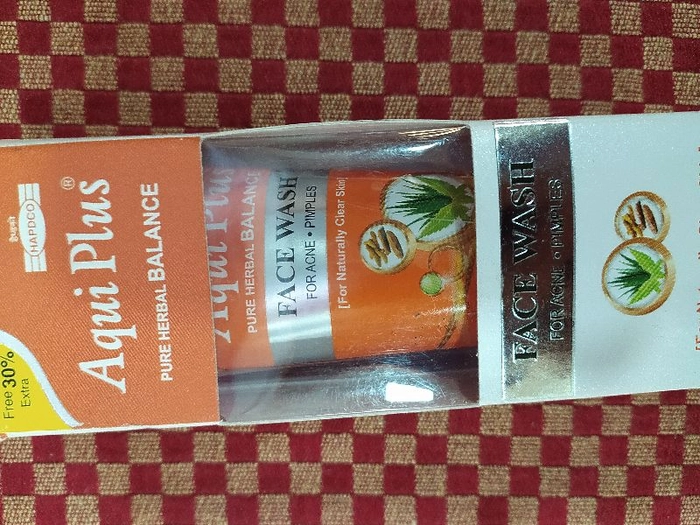 HAPDCO
Aqui Plus®
PURE HERBAL BALANCE
Free 30%
Extra
Aqui Plus
PURE HERBAL BALANCE
FACE WASH
FOR ACNE • PIMPLES
[For Naturally Clear Skin]
FACE WASH
FOR ACNE • PIMPLES